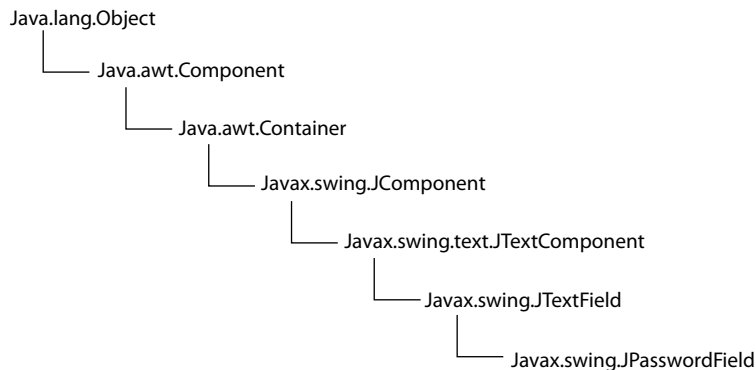 Java.lang.Object
Java.awt.Component
Java.awt.Container
Javax.swing.JComponent
Javax.swing.text.JTextComponent
Javax.swing.JTextField
Javax.swing.JPasswordField